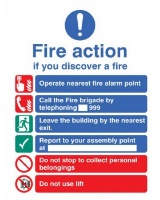 Fire action
if you discover a fire
Operate nearest fire alarm point
Call the Fire brigade by
telephoning 999
Leave the building by the nearest
exit.
Report to your assembly point
at
Do not stop to collect personal
belongings
Do not use lift